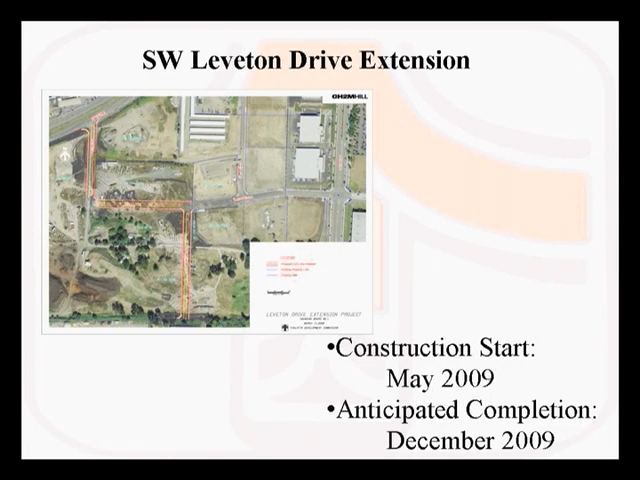 SW Leveton Drive Extension
CH2MHILL
LEVETON DRIVE EXTENSION PROJECT
•Construction Start:
May 2009
•Anticipated Completion:
December 2009